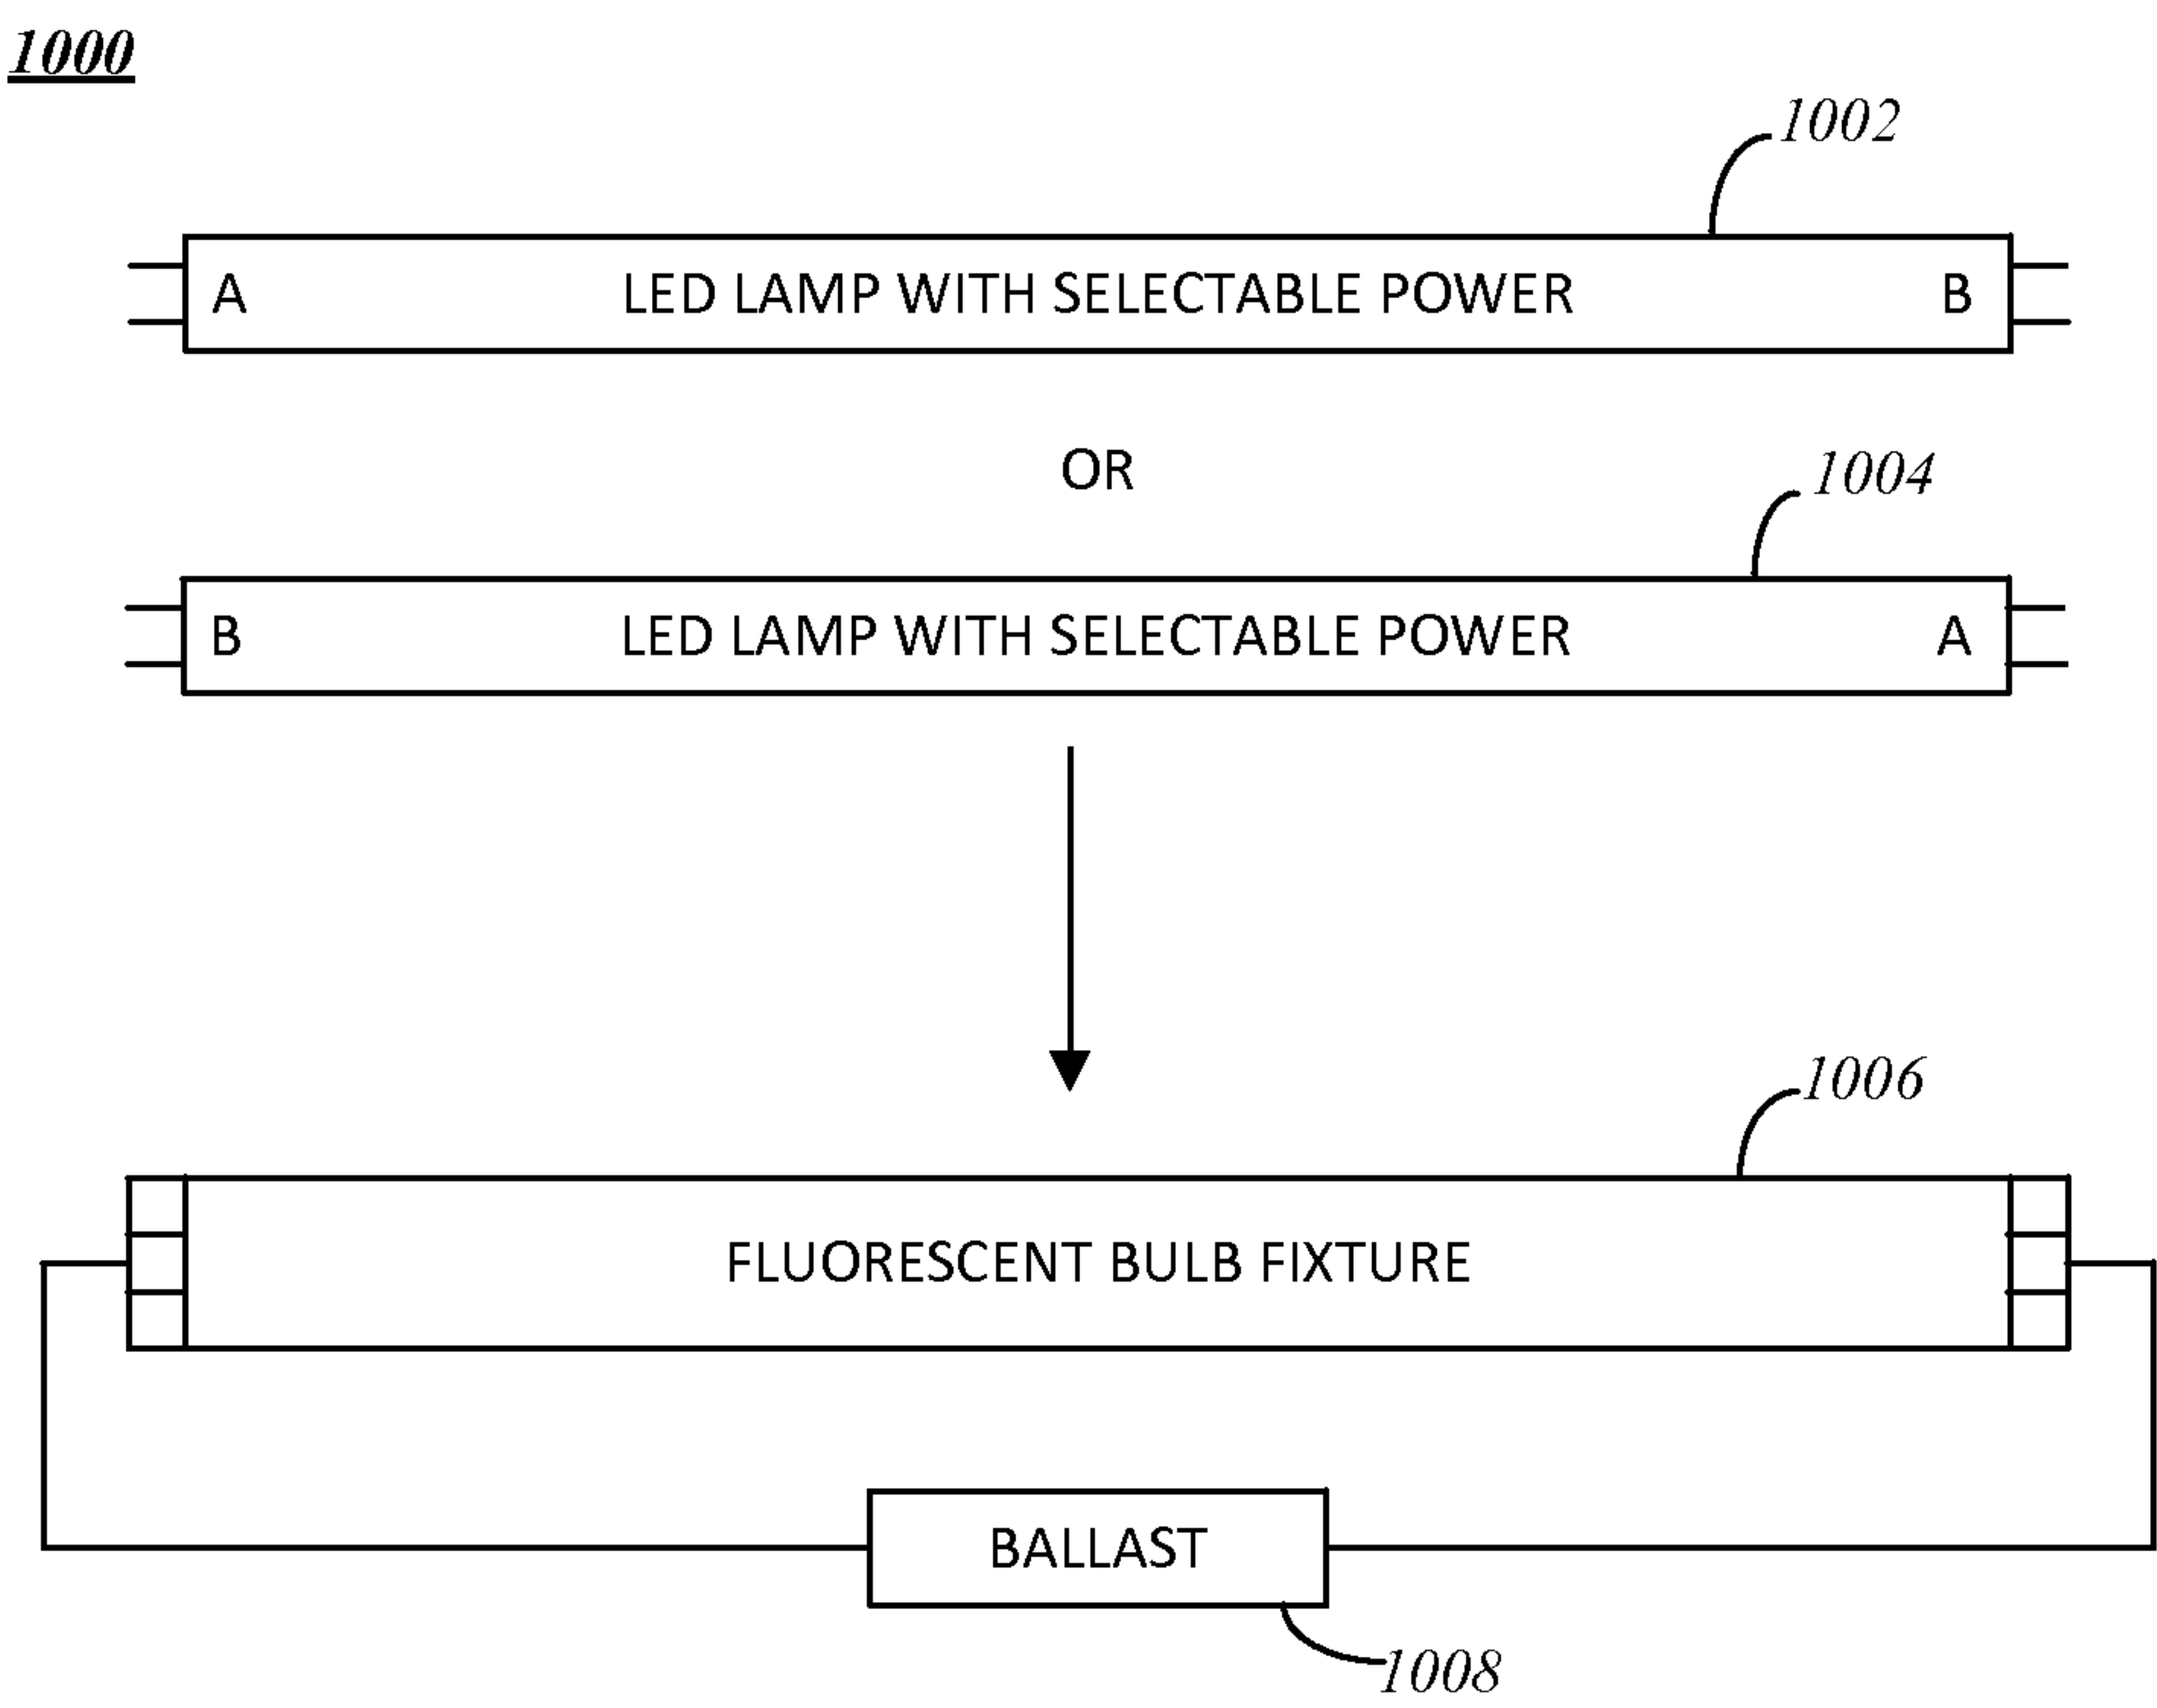 1000
1002
A LED LAMP WITH SELECTABLE POWER B
OR
1004
B LED LAMP WITH SELECTABLE POWER A
1006
FLUORESCENT BULB FIXTURE
BALLAST
1008